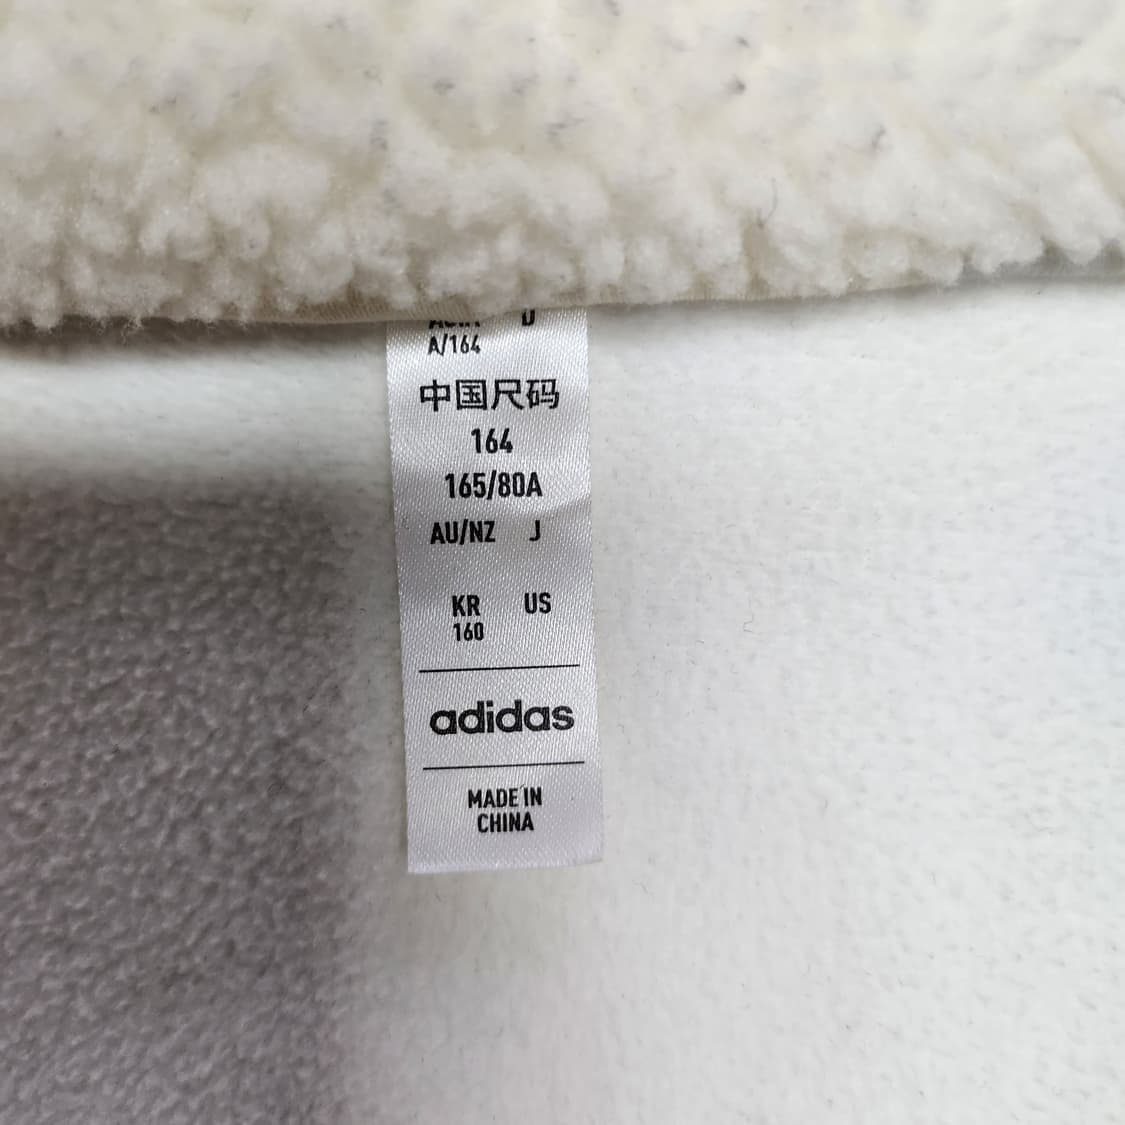 D
A/164
中国尺码
164
165/80A
AU/NZ J
KR US
160
adidas
MADE IN
CHINA